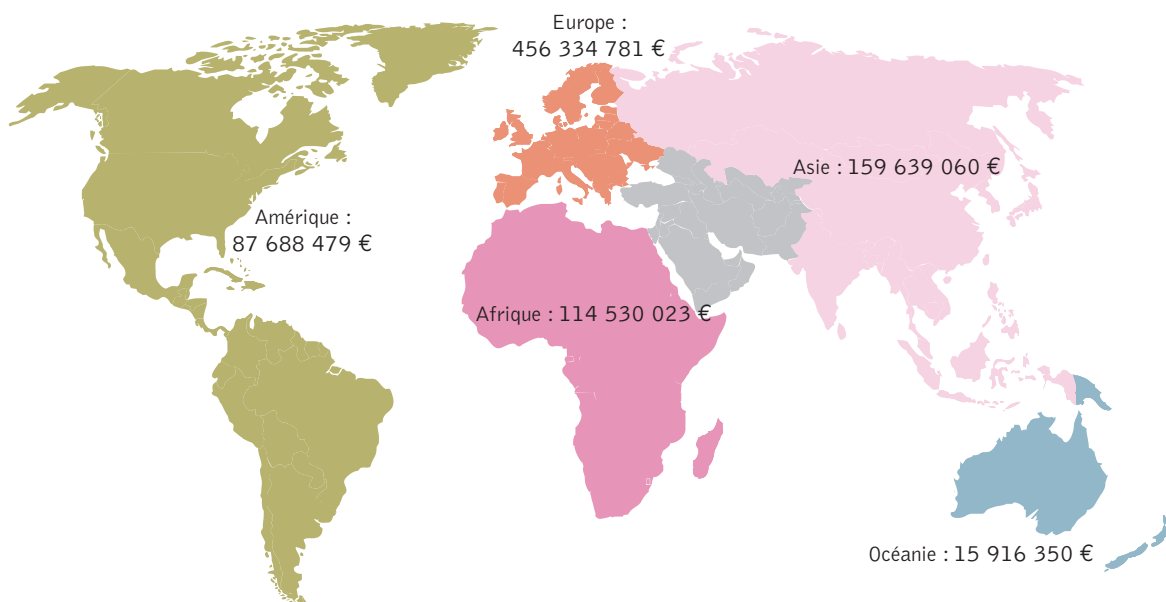 Europe :
456 334 781 €
Asie : 159 639 060 €
Amérique :
87 688 479 €
Afrique : 114 530 023 €
Océanie : 15 916 350 €